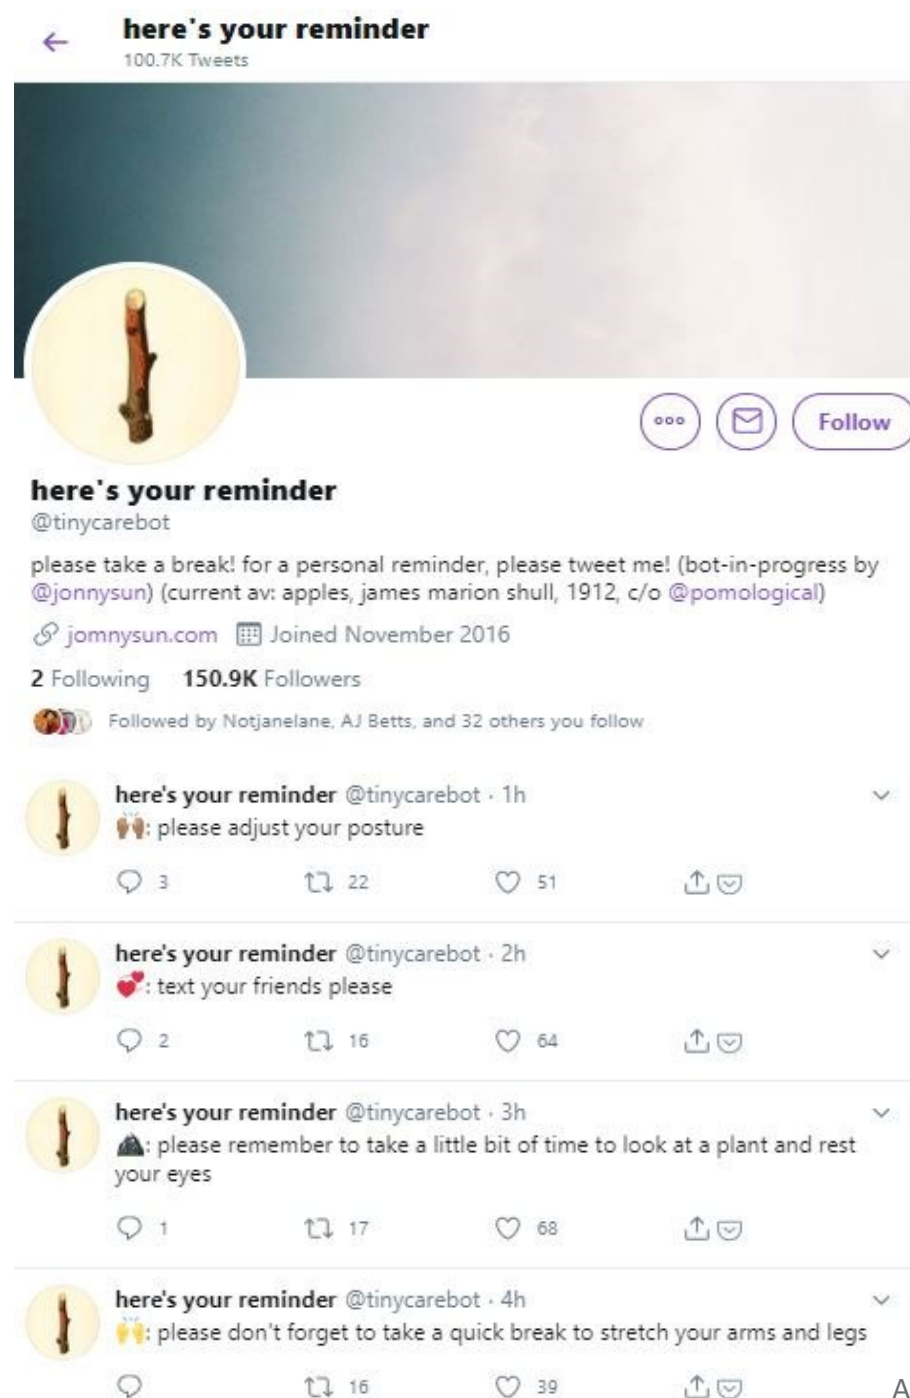 here's your reminder
100.7K Tweets
Follow
here's your reminder
@tinycarebot
please take a break! for a personal reminder, please tweet me! (bot-in-progress by
@jonnysun) (current av: apples, james marion shull, 1912, c/o @pomological)
jomnysun.com Joined November 2016
2 Following 150.9K Followers
Followed by Notjanelane, AJ Betts, and 32 others you follow
here's your reminder @tinycarebot · 1h
🙌🏾: please adjust your posture
3 22 51
here's your reminder @tinycarebot · 2h
💞: text your friends please
2 16 64
here's your reminder @tinycarebot · 3h
⛰: please remember to take a little bit of time to look at a plant and rest
your eyes
1 17 68
here's your reminder @tinycarebot · 4h
🙌: please don't forget to take a quick break to stretch your arms and legs
16 39
A